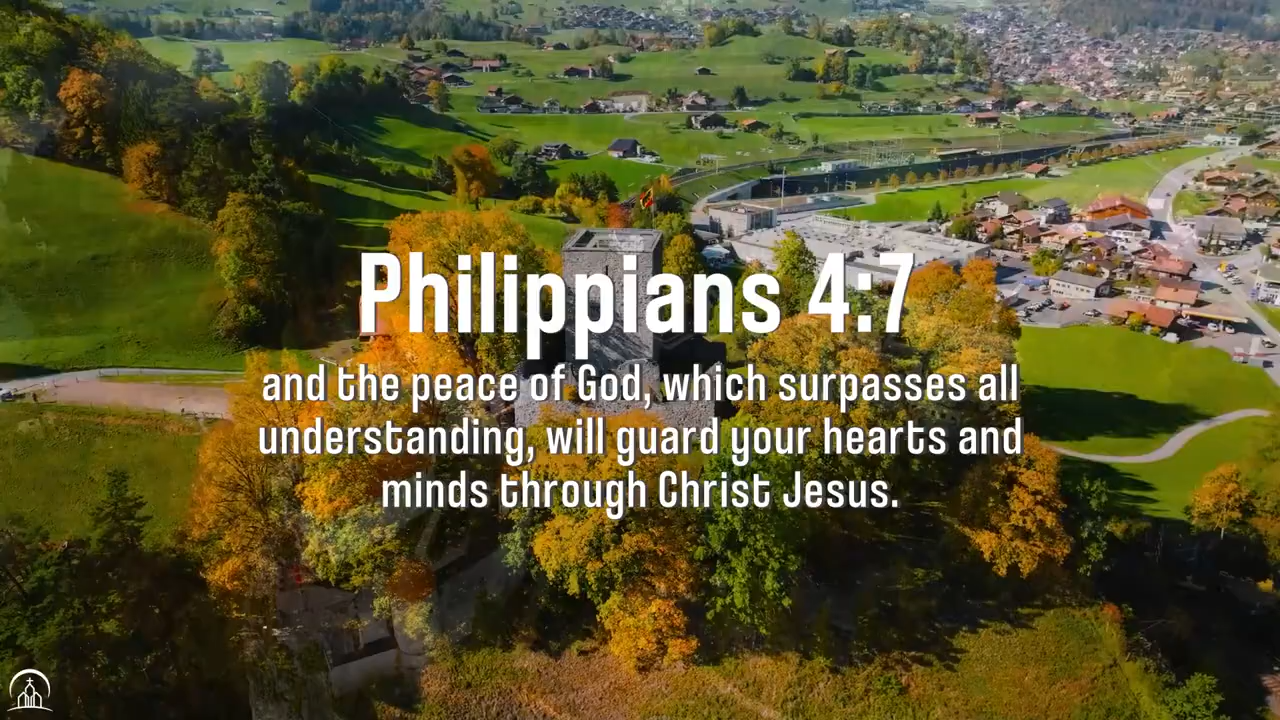 Philippians 4:7
and the peace of God, which surpasses all
understanding, will guard your hearts and
minds through Christ Jesus.